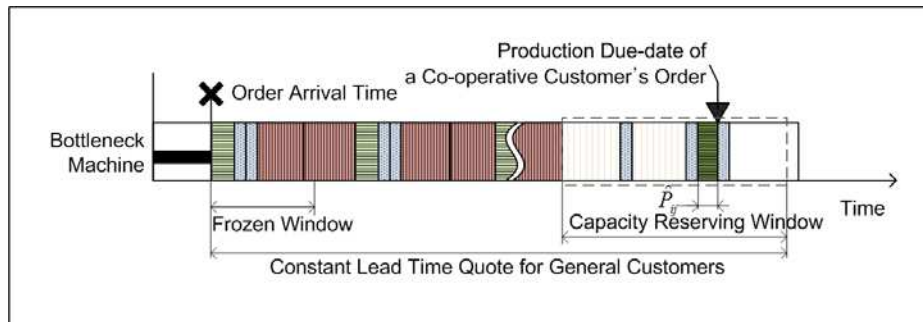 Production Due-date of
a Co-operative Customer's Order
Order Arrival Time
Bottleneck
Machine
P̂ij
Time
Frozen Window
Capacity Reserving Window
Constant Lead Time Quote for General Customers